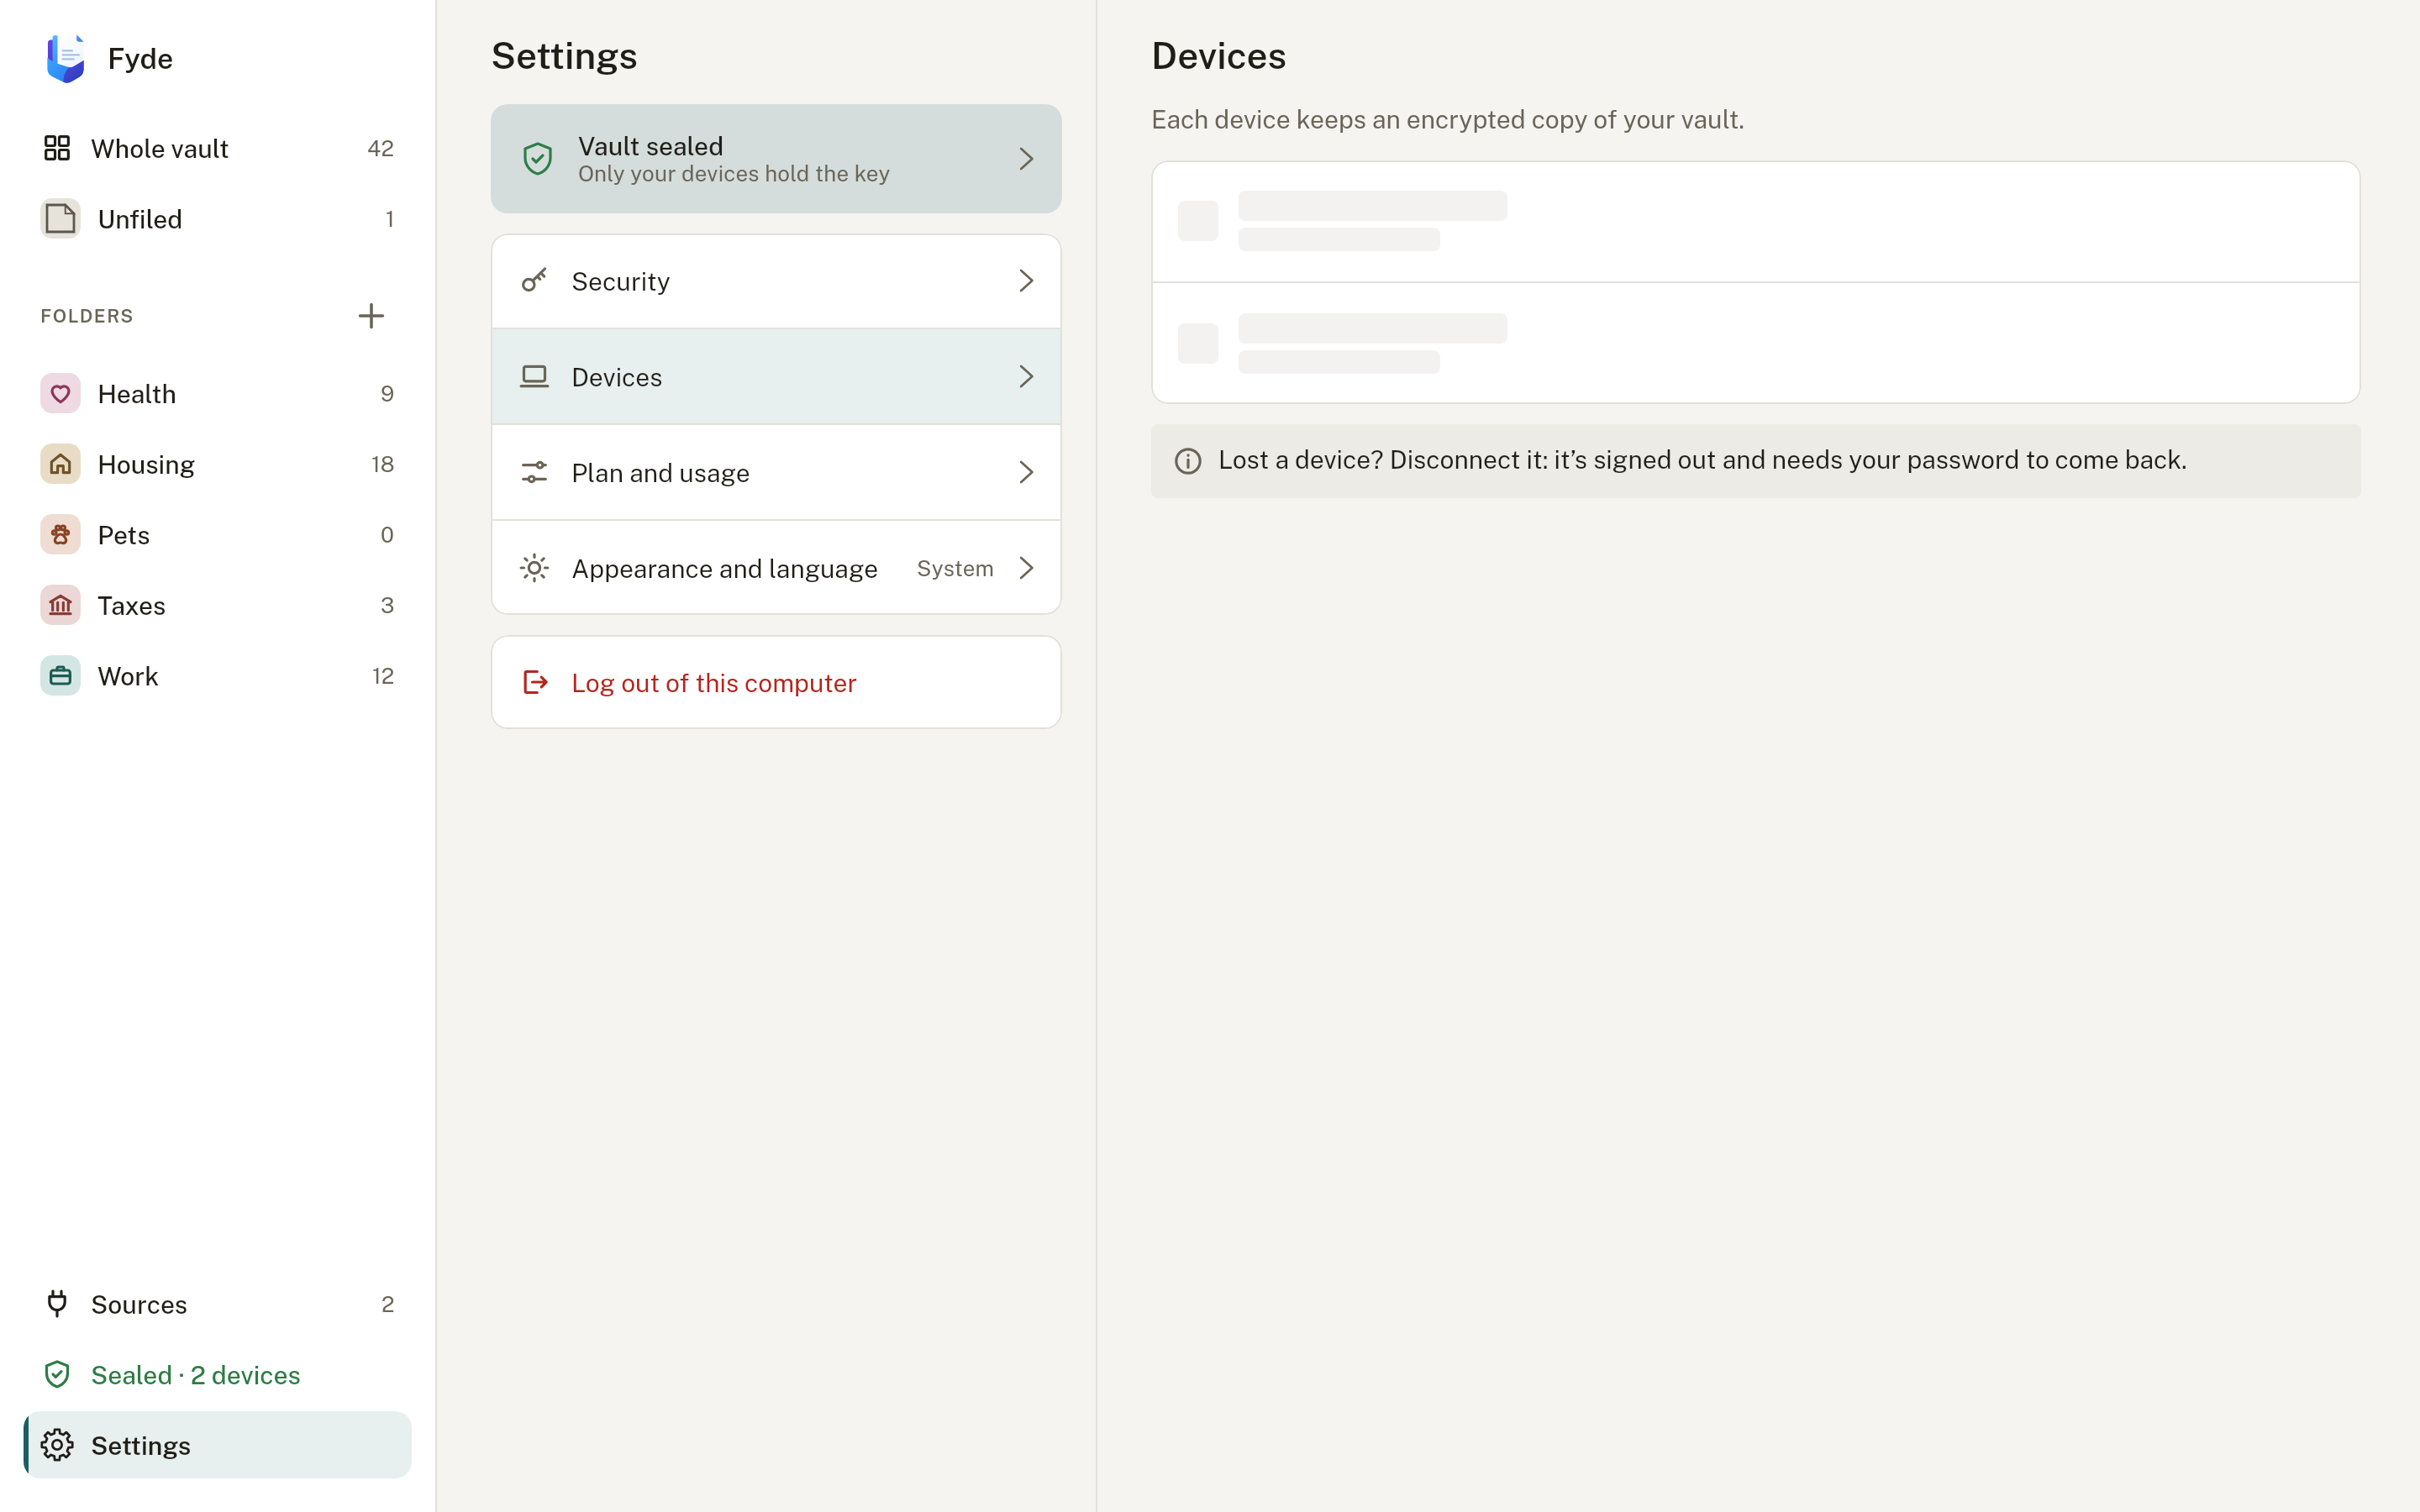 Fyde
Whole vault 42
Unfiled 1
FOLDERS
Health 9
Housing 18
Pets 0
Taxes 3
Work 12
Sources 2
Sealed · 2 devices
Settings
Settings
Vault sealed
Only your devices hold the key
Security
Devices
Plan and usage
Appearance and language System
Log out of this computer
Devices
Each device keeps an encrypted copy of your vault.
Lost a device? Disconnect it: it’s signed out and needs your password to come back.